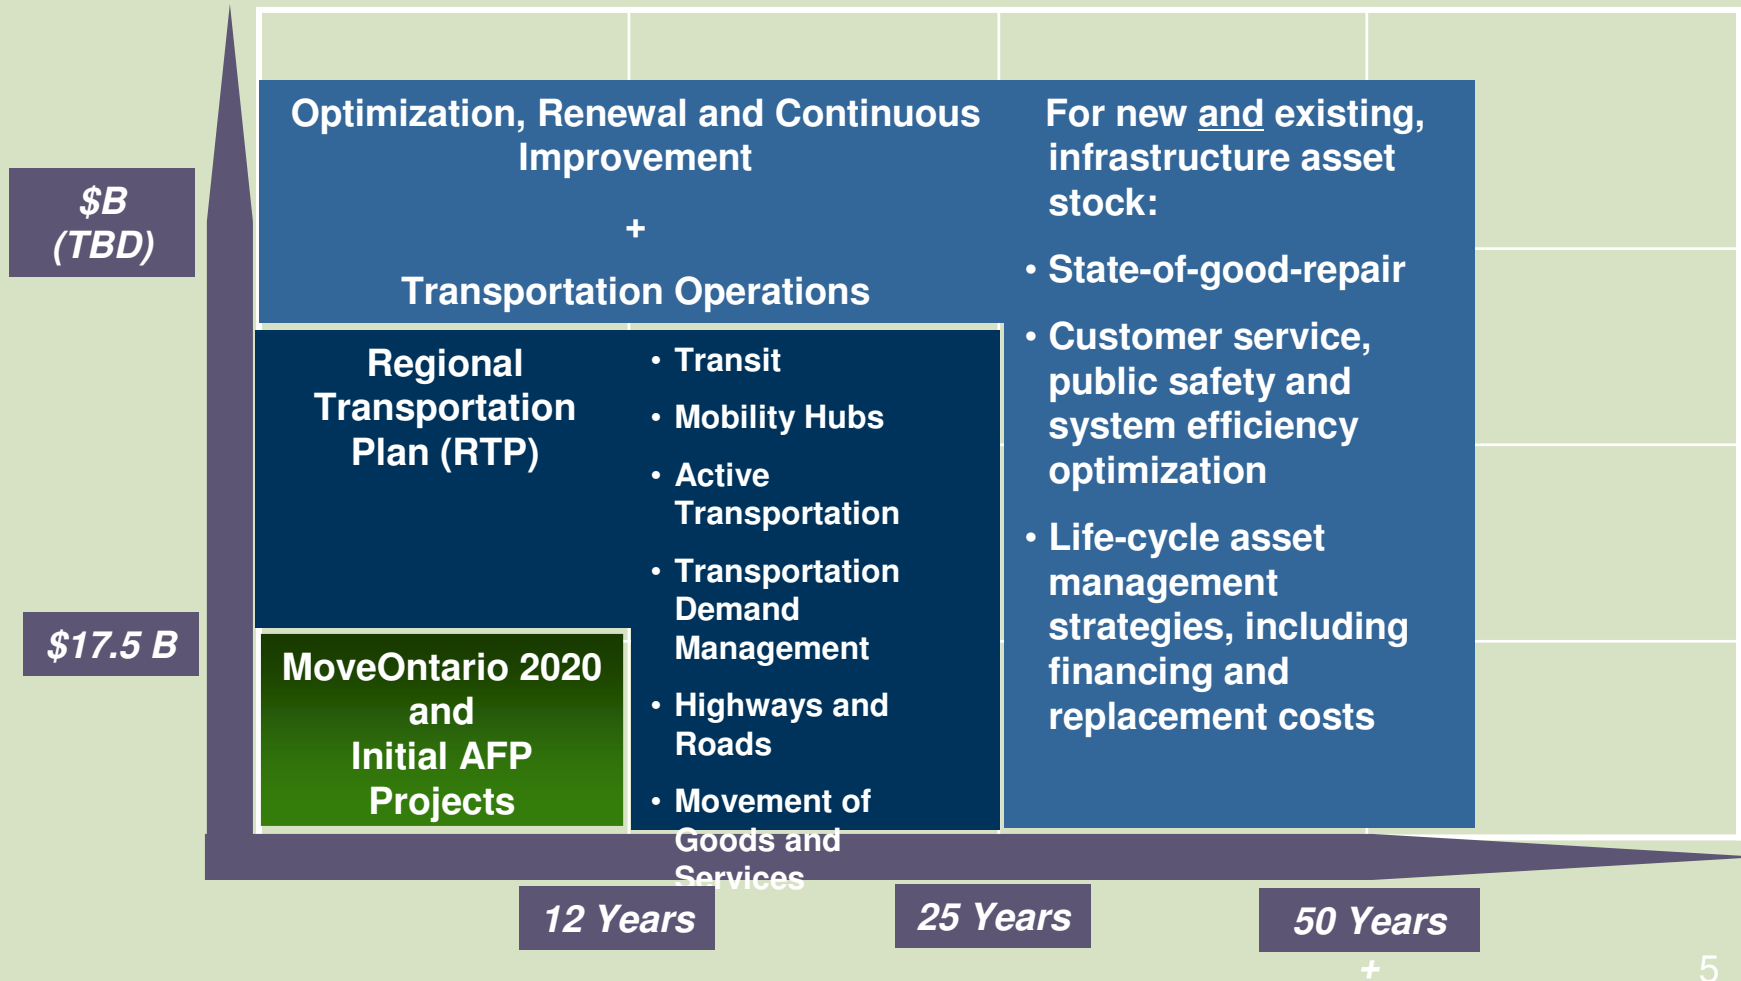 $B
(TBD)
$17.5 B
Optimization, Renewal and Continuous
Improvement
+
Transportation Operations
Regional
Transportation
Plan (RTP)
• Transit
• Mobility Hubs
• Active
Transportation
• Transportation
Demand
Management
• Highways and
Roads
• Movement of
Goods and
Services
MoveOntario 2020
and
Initial AFP
Projects
For new and existing,
infrastructure asset
stock:
• State-of-good-repair
• Customer service,
public safety and
system efficiency
optimization
• Life-cycle asset
management
strategies, including
financing and
replacement costs
12 Years
25 Years
50 Years
+
5